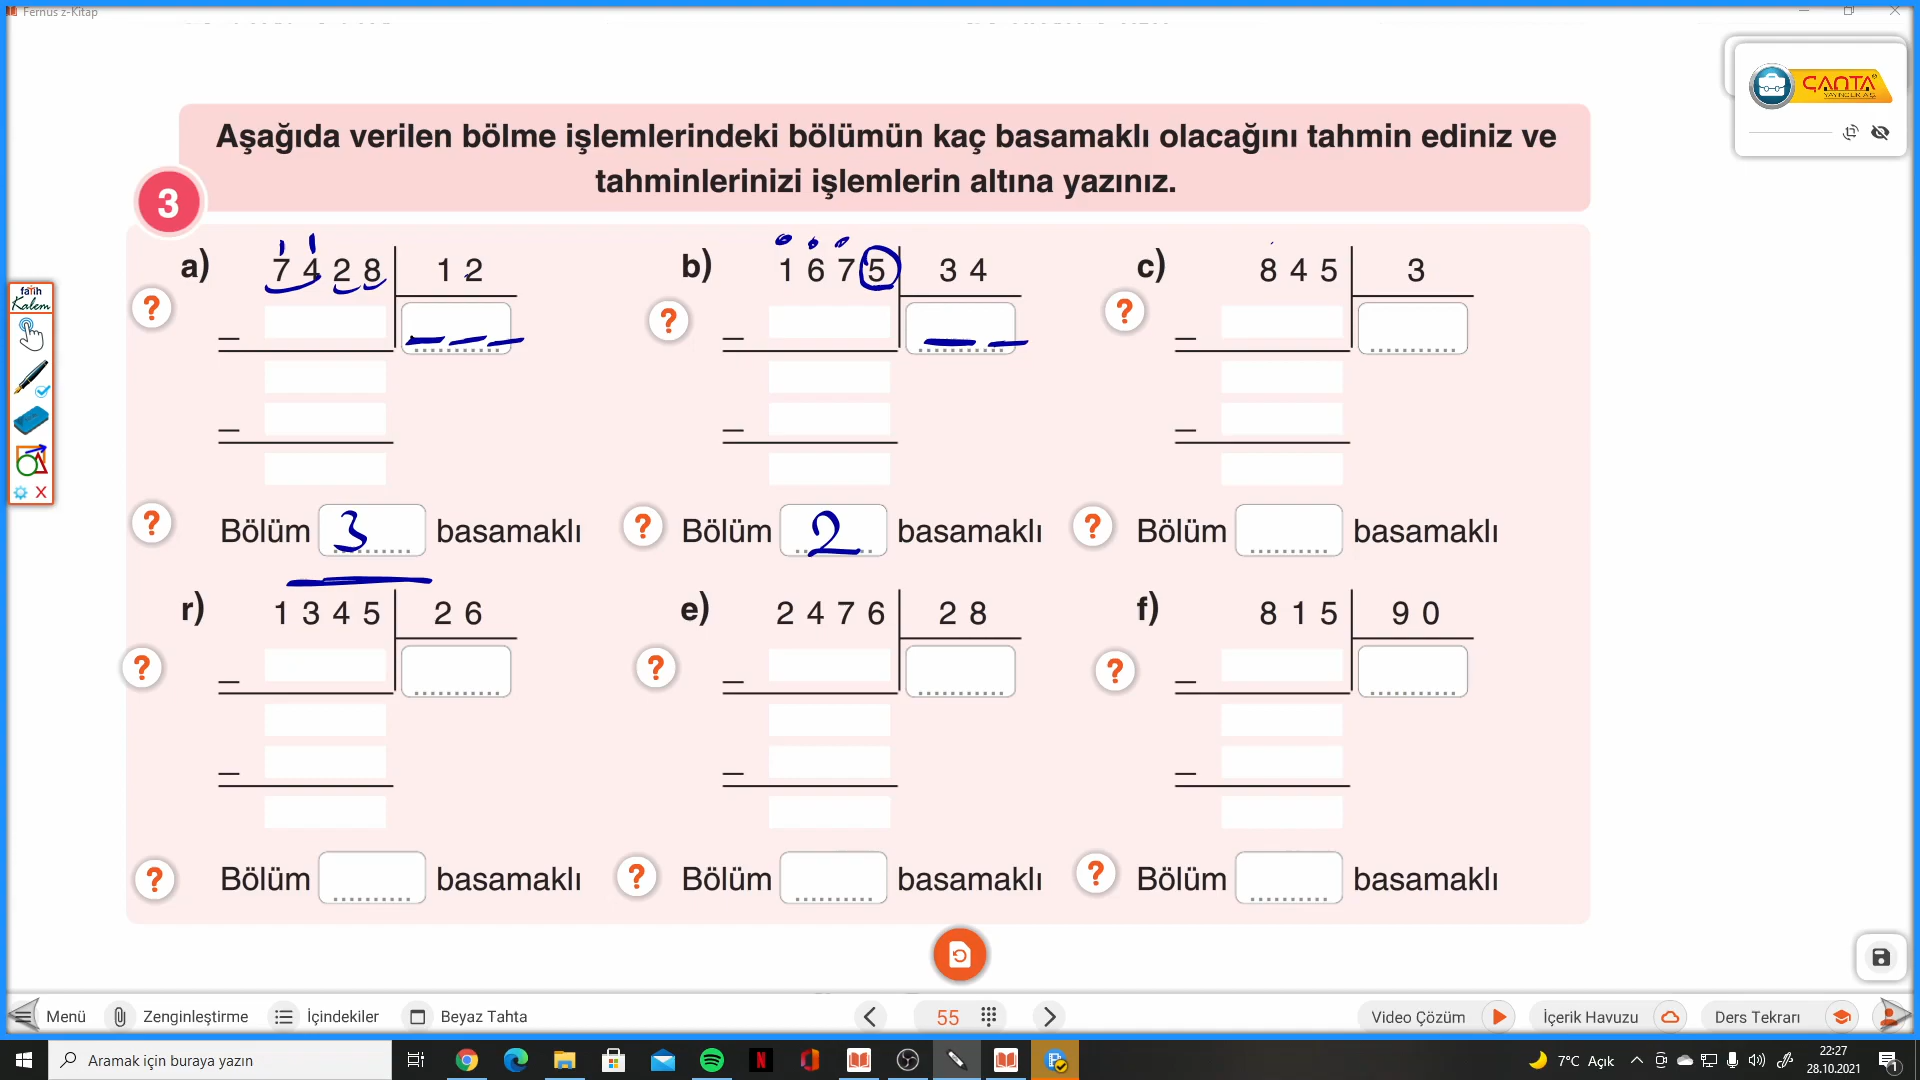 Fernus z-Kitap
ÇANTA
YAYINCILIK A.Ş.
Aşağıda verilen bölme işlemlerindeki bölümün kaç basamaklı olacağını tahmin ediniz ve
tahminlerinizi işlemlerin altına yazınız.
3
a) 7 4 2 8 1 2
b) 1 6 7 5 3 4
c) 8 4 5 3
fatih
Kalem
Bölüm 3 basamaklı
Bölüm 2 basamaklı
Bölüm basamaklı
r) 1 3 4 5 2 6
e) 2 4 7 6 2 8
f) 8 1 5 9 0
Bölüm basamaklı
Bölüm basamaklı
Bölüm basamaklı
Menü Zenginleştirme İçindekiler Beyaz Tahta 55 Video Çözüm İçerik Havuzu Ders Tekrarı
Aramak için buraya yazın
7°C Açık
22:27
28.10.2021
1